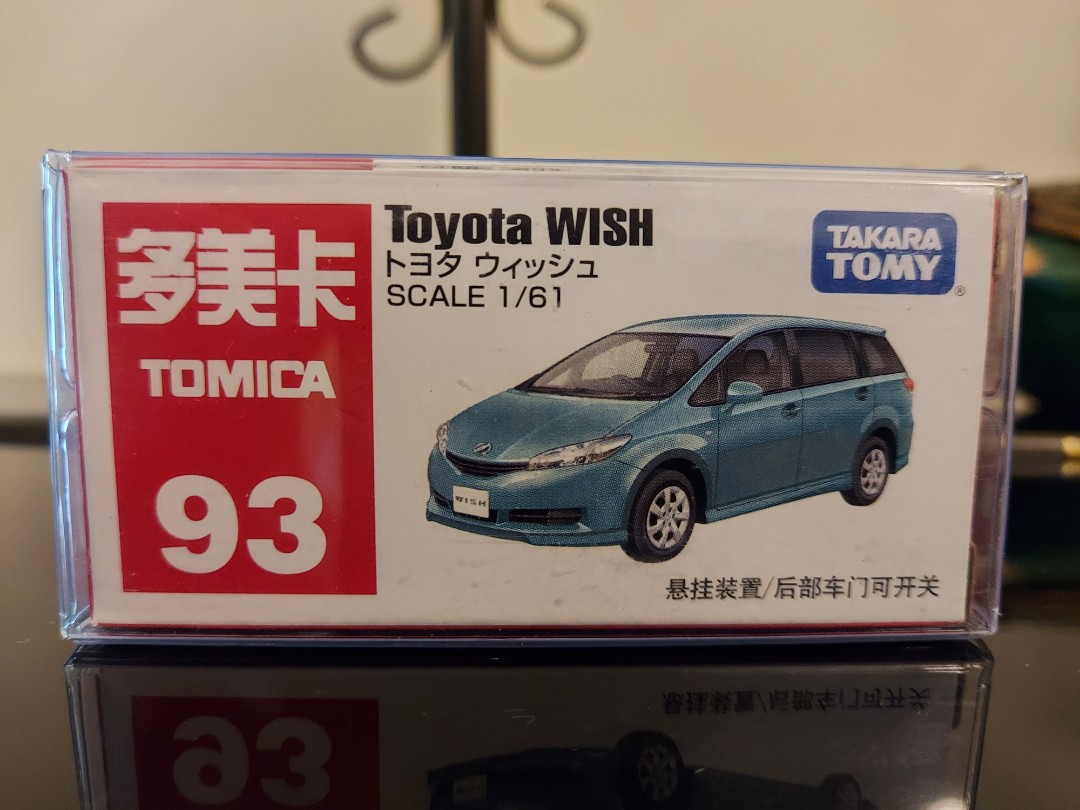 多美卡
TOMICA
93
Toyota WISH
トヨタ ウィッシュ
SCALE 1/61
TAKARA
TOMY
®
WISH
悬挂装置/后部车门可开关